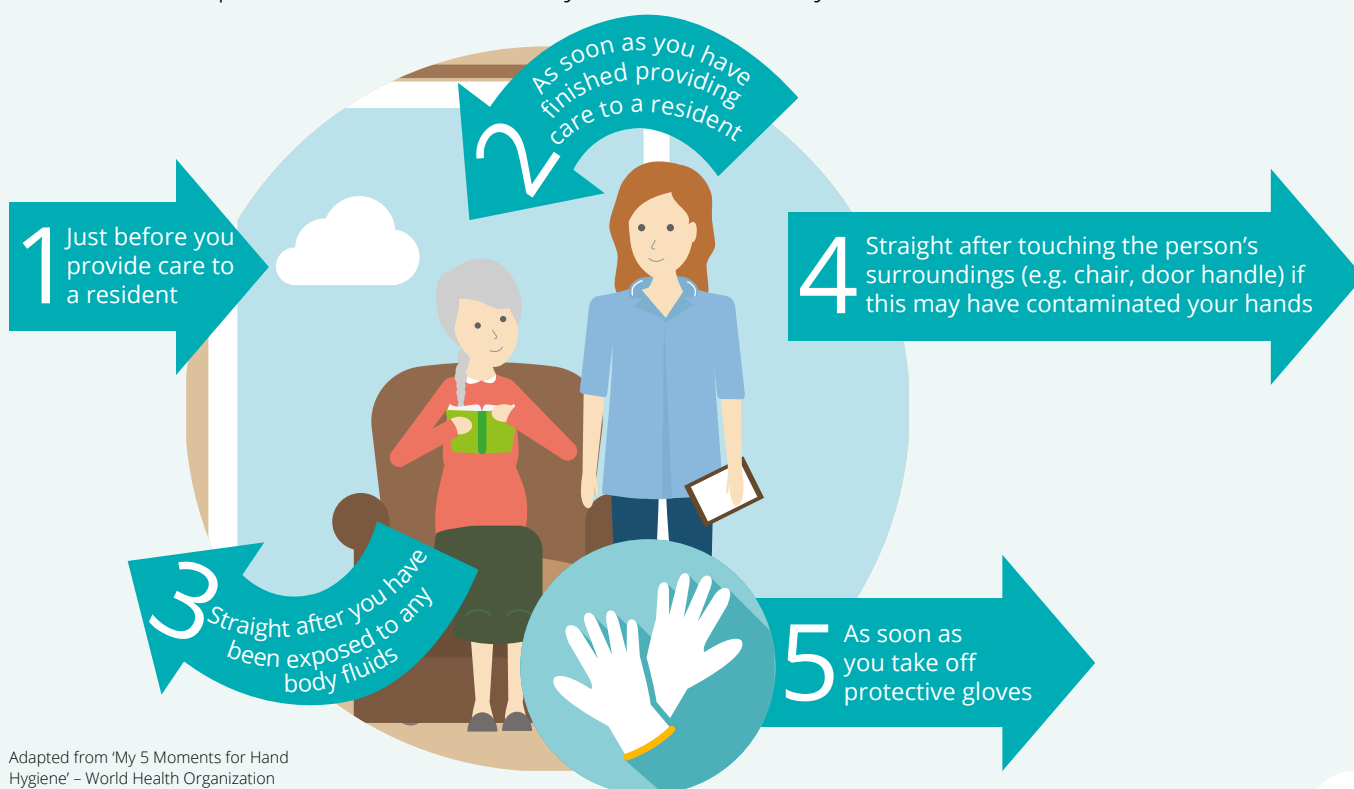 1
Just before you
provide care to
a resident
2
As soon as you have
finished providing
care to a resident
3
Straight after you have
been exposed to any
body fluids
4
Straight after touching the person’s
surroundings (e.g. chair, door handle) if
this may have contaminated your hands
5
As soon as
you take off
protective gloves
Adapted from ‘My 5 Moments for Hand
Hygiene’ – World Health Organization